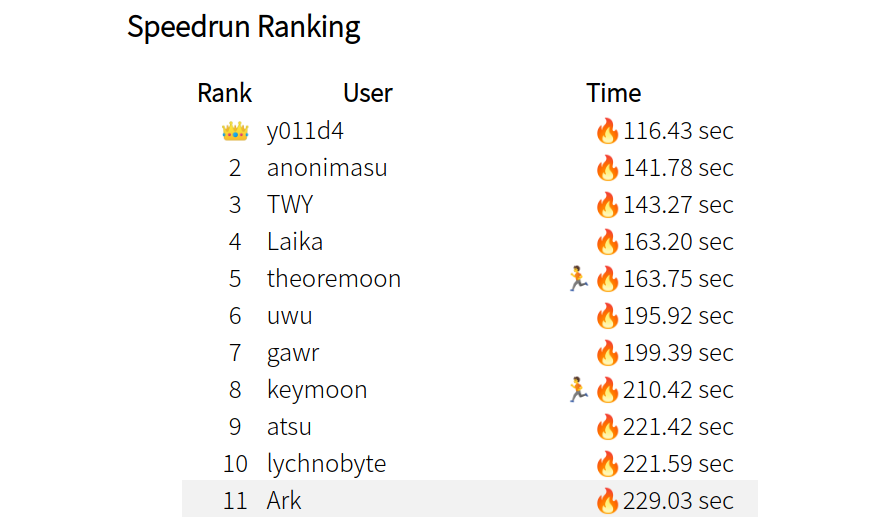 Speedrun Ranking
Rank User Time
👑 y011d4 🔥116.43 sec
2 anonimasu 🔥141.78 sec
3 TWY 🔥143.27 sec
4 Laika 🔥163.20 sec
5 theoremoon 🏃🔥163.75 sec
6 uwu 🔥195.92 sec
7 gawr 🔥199.39 sec
8 keymoon 🏃🔥210.42 sec
9 atsu 🔥221.42 sec
10 lychnobyte 🔥221.59 sec
11 Ark 🔥229.03 sec